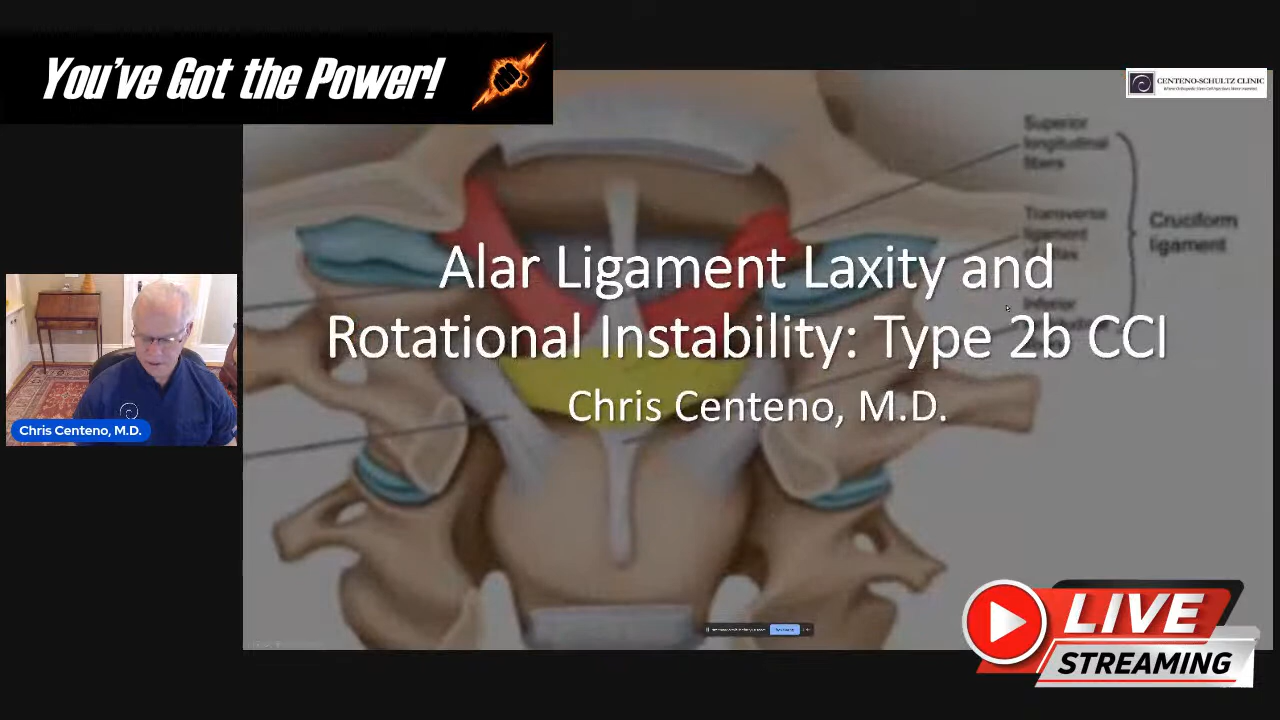 You've Got the Power!
CENTENO-SCHULTZ CLINIC
Superior
longitudinal
fibers
Transverse
ligament
Cruciform
ligament
Inferior
Alar Ligament Laxity and
Rotational Instability: Type 2b CCI
Chris Centeno, M.D.
Chris Centeno, M.D.
LIVE
STREAMING